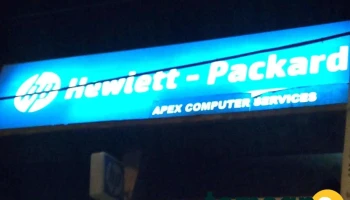 hp Hewlett - Packard
APEX COMPUTER SERVICES